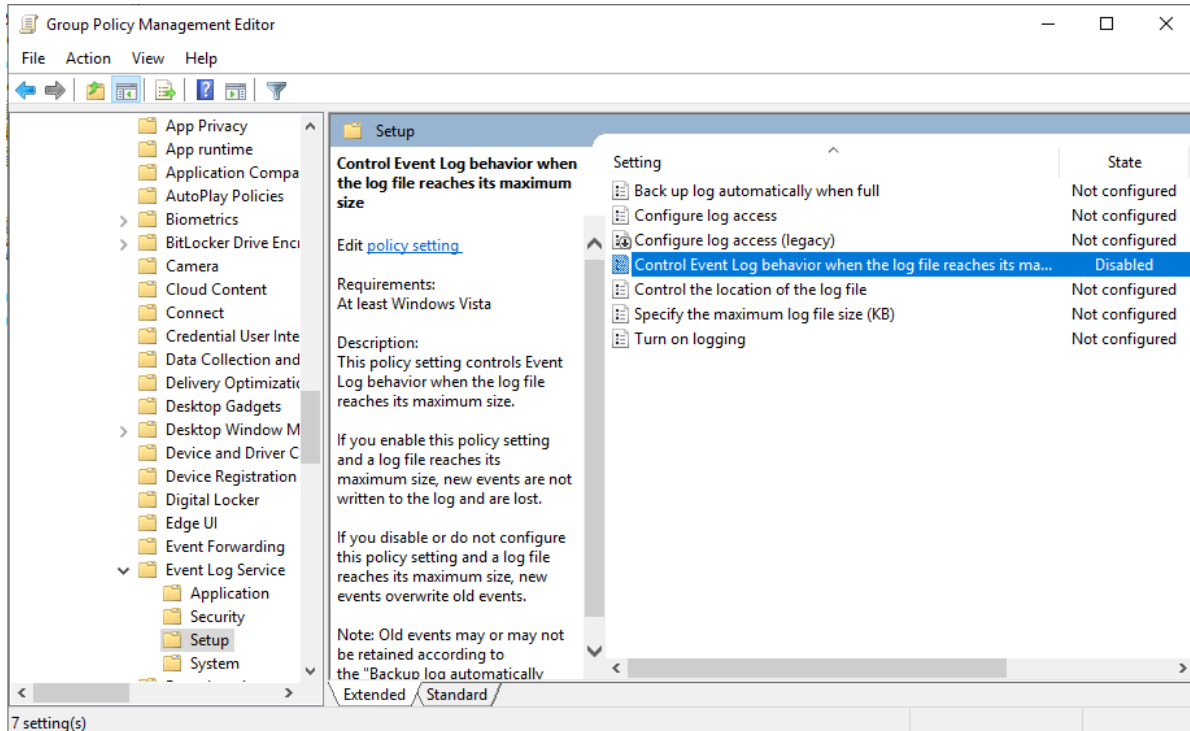 Group Policy Management Editor
File Action View Help
App Privacy
App runtime
Application Compa
AutoPlay Policies
Biometrics
BitLocker Drive Encr
Camera
Cloud Content
Connect
Credential User Inte
Data Collection and
Delivery Optimizatic
Desktop Gadgets
Desktop Window M
Device and Driver C
Device Registration
Digital Locker
Edge UI
Event Forwarding
Event Log Service
Application
Security
Setup
System
Setup
Control Event Log behavior when
the log file reaches its maximum
size
Edit policy setting
Requirements:
At least Windows Vista
Description:
This policy setting controls Event
Log behavior when the log file
reaches its maximum size.
If you enable this policy setting
and a log file reaches its
maximum size, new events are not
written to the log and are lost.
If you disable or do not configure
this policy setting and a log file
reaches its maximum size, new
events overwrite old events.
Note: Old events may or may not
be retained according to
the "Backup log automatically
Setting State
Back up log automatically when full Not configured
Configure log access Not configured
Configure log access (legacy) Not configured
Control Event Log behavior when the log file reaches its ma... Disabled
Control the location of the log file Not configured
Specify the maximum log file size (KB) Not configured
Turn on logging Not configured
Extended Standard
7 setting(s)